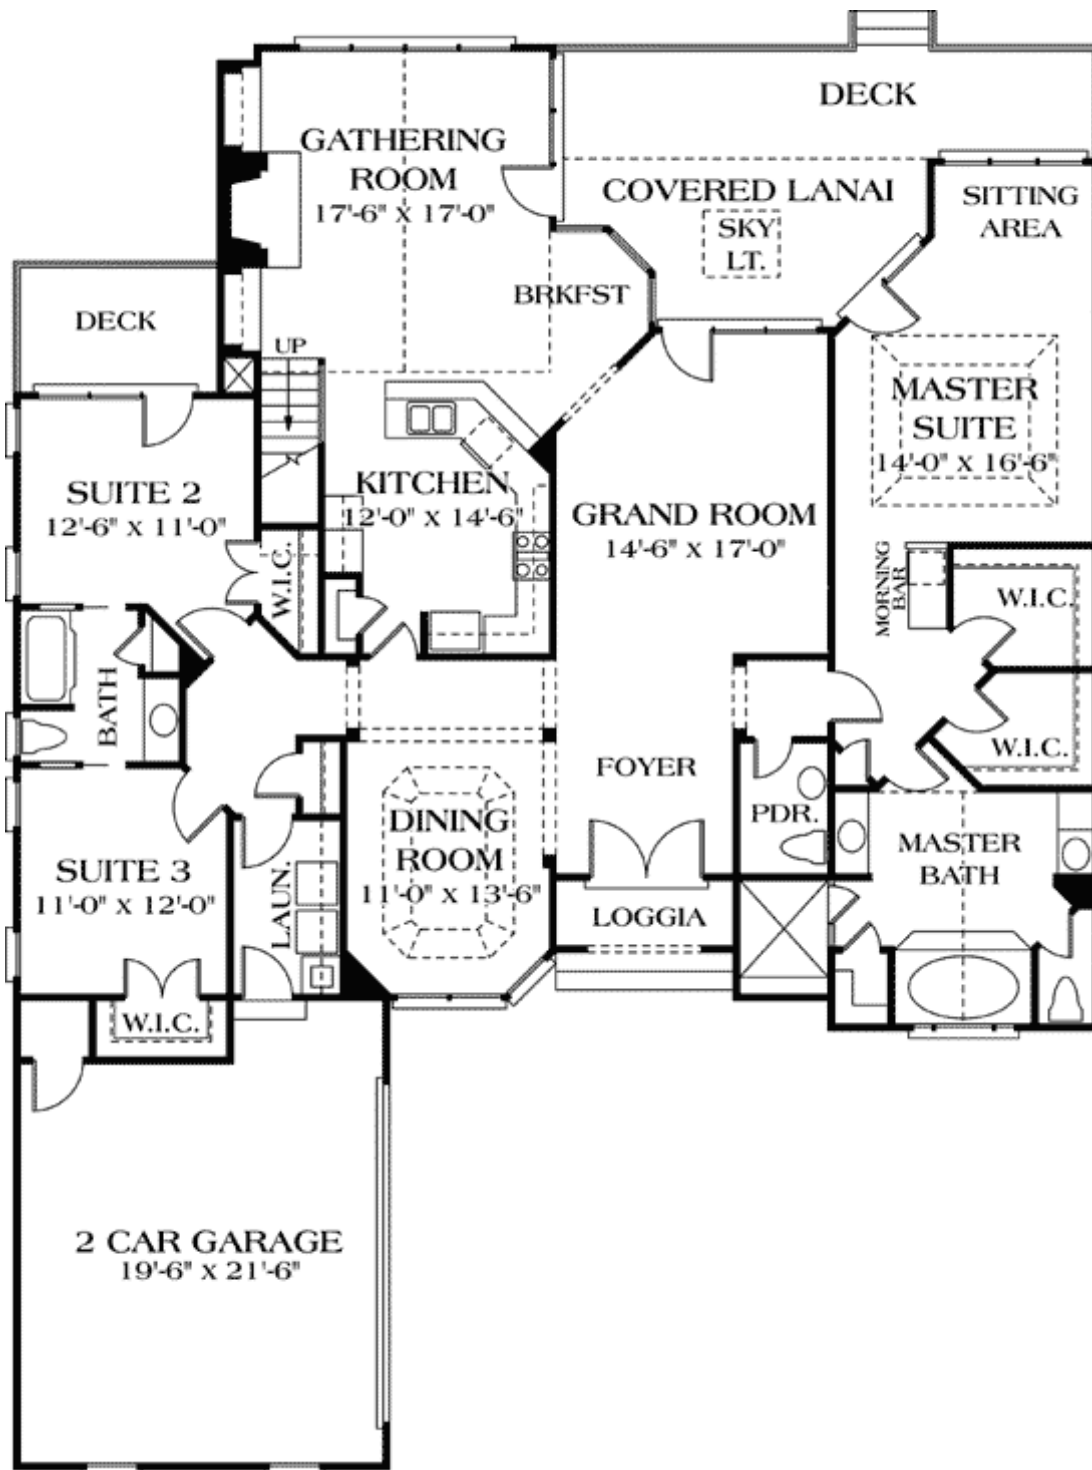 DECK
GATHERING
ROOM
17'-6" X 17'-0"
COVERED LANAI
SKY
LT.
SITTING
AREA
BRKFST
DECK
UP
MASTER
SUITE
14'-0" X 16'-6"
SUITE 2
12'-6" X 11'-0"
KITCHEN
12'-0" X 14'-6"
GRAND ROOM
14'-6" X 17'-0"
W.I.C.
MORNING
BAR
W.I.C.
BATH
W.I.C.
FOYER
DINING
ROOM
11'-0" X 13'-6"
PDR.
MASTER
BATH
SUITE 3
11'-0" X 12'-0"
LAUN.
LOGGIA
W.I.C.
2 CAR GARAGE
19'-6" X 21'-6"